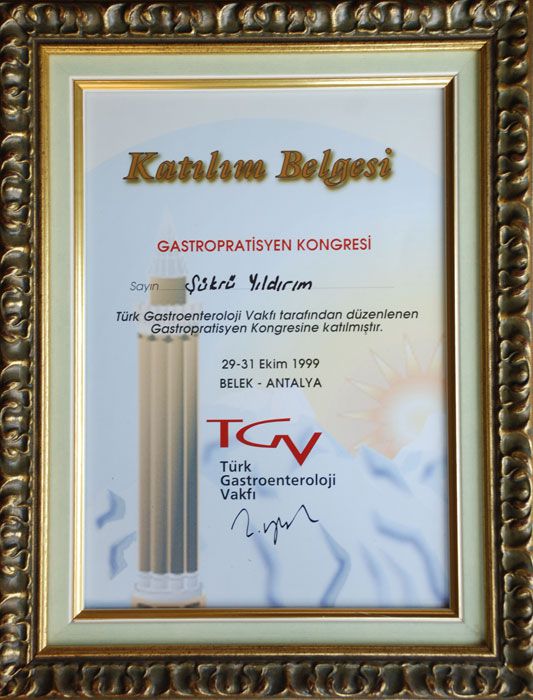 Katılım Belgesi
GASTROPRATİSYEN KONGRESİ
Sayın Şükrü Yıldırım
Türk Gastroenteroloji Vakfı tarafından düzenlenen
Gastropratisyen Kongresine katılmıştır.
29-31 Ekim 1999
BELEK - ANTALYA
TGV
Türk
Gastroenteroloji
Vakfı